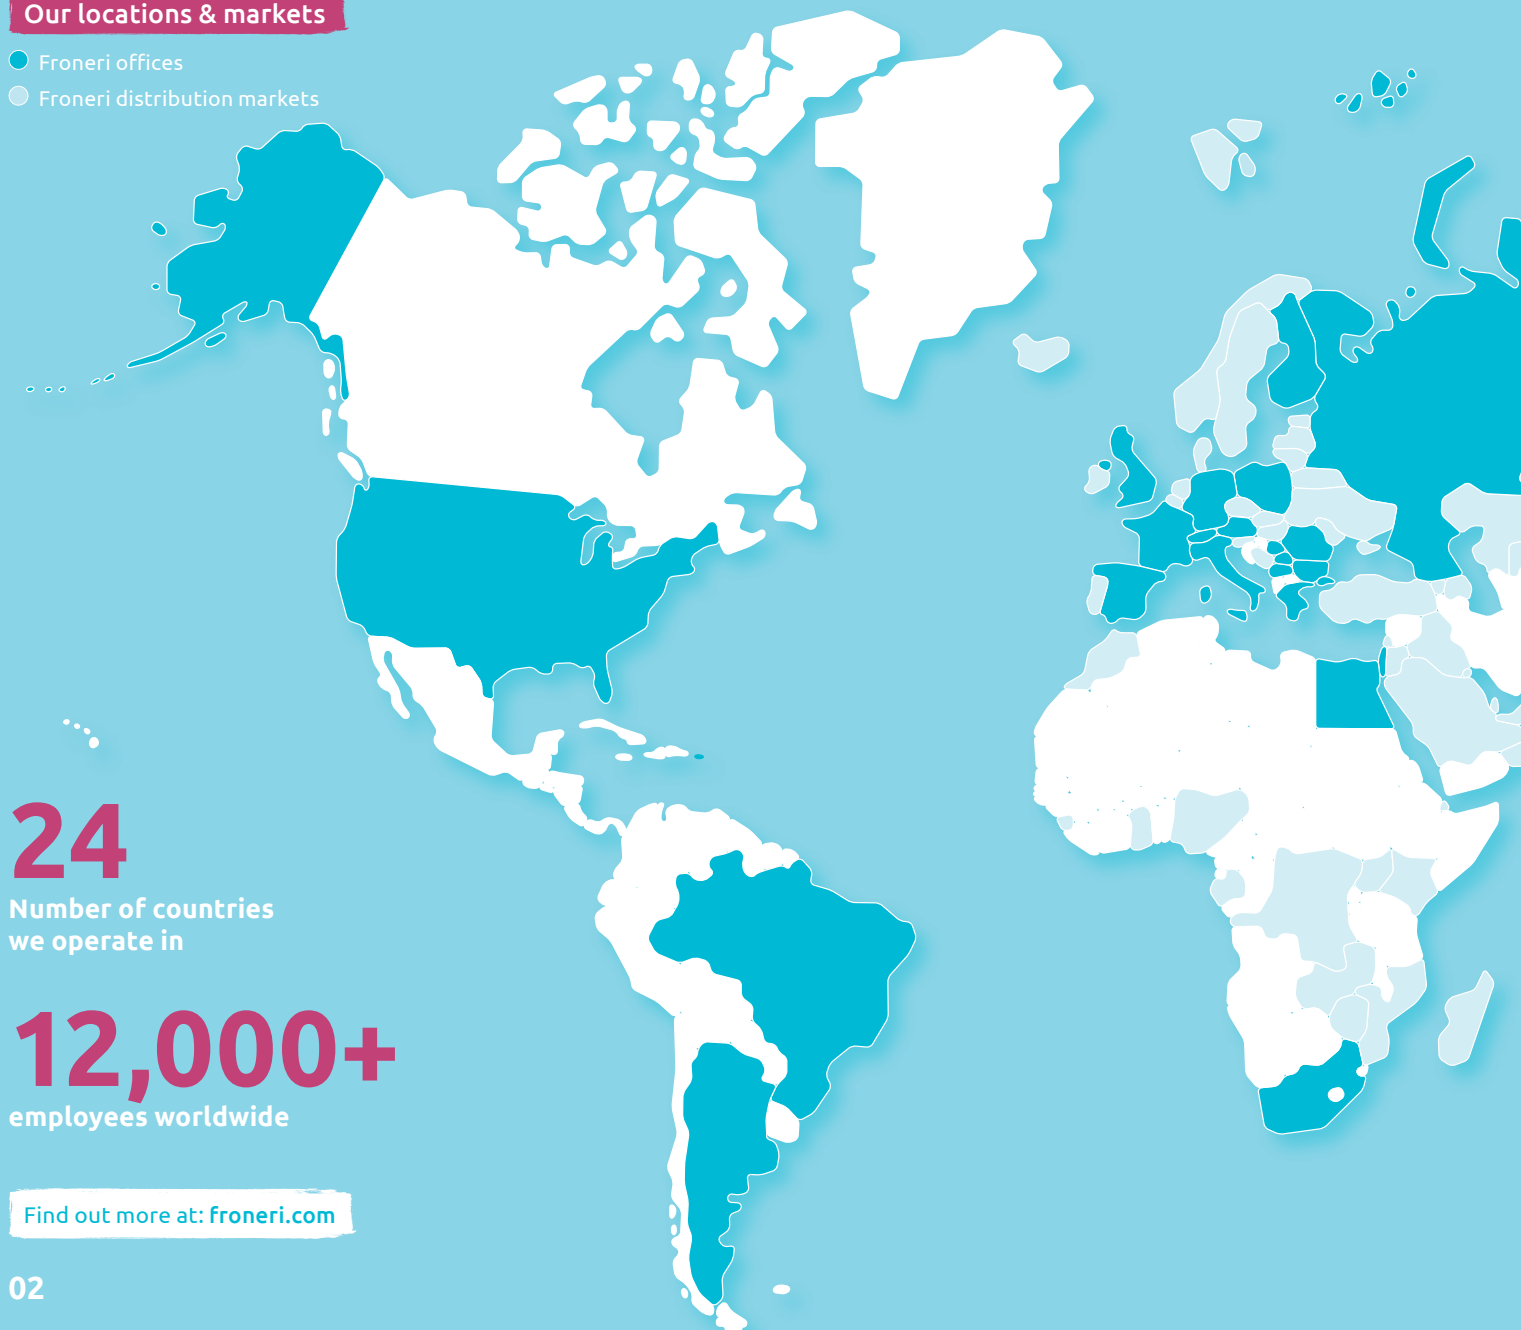 Our locations & markets
Froneri offices
Froneri distribution markets
24
Number of countries
we operate in
12,000+
employees worldwide
Find out more at: froneri.com
02